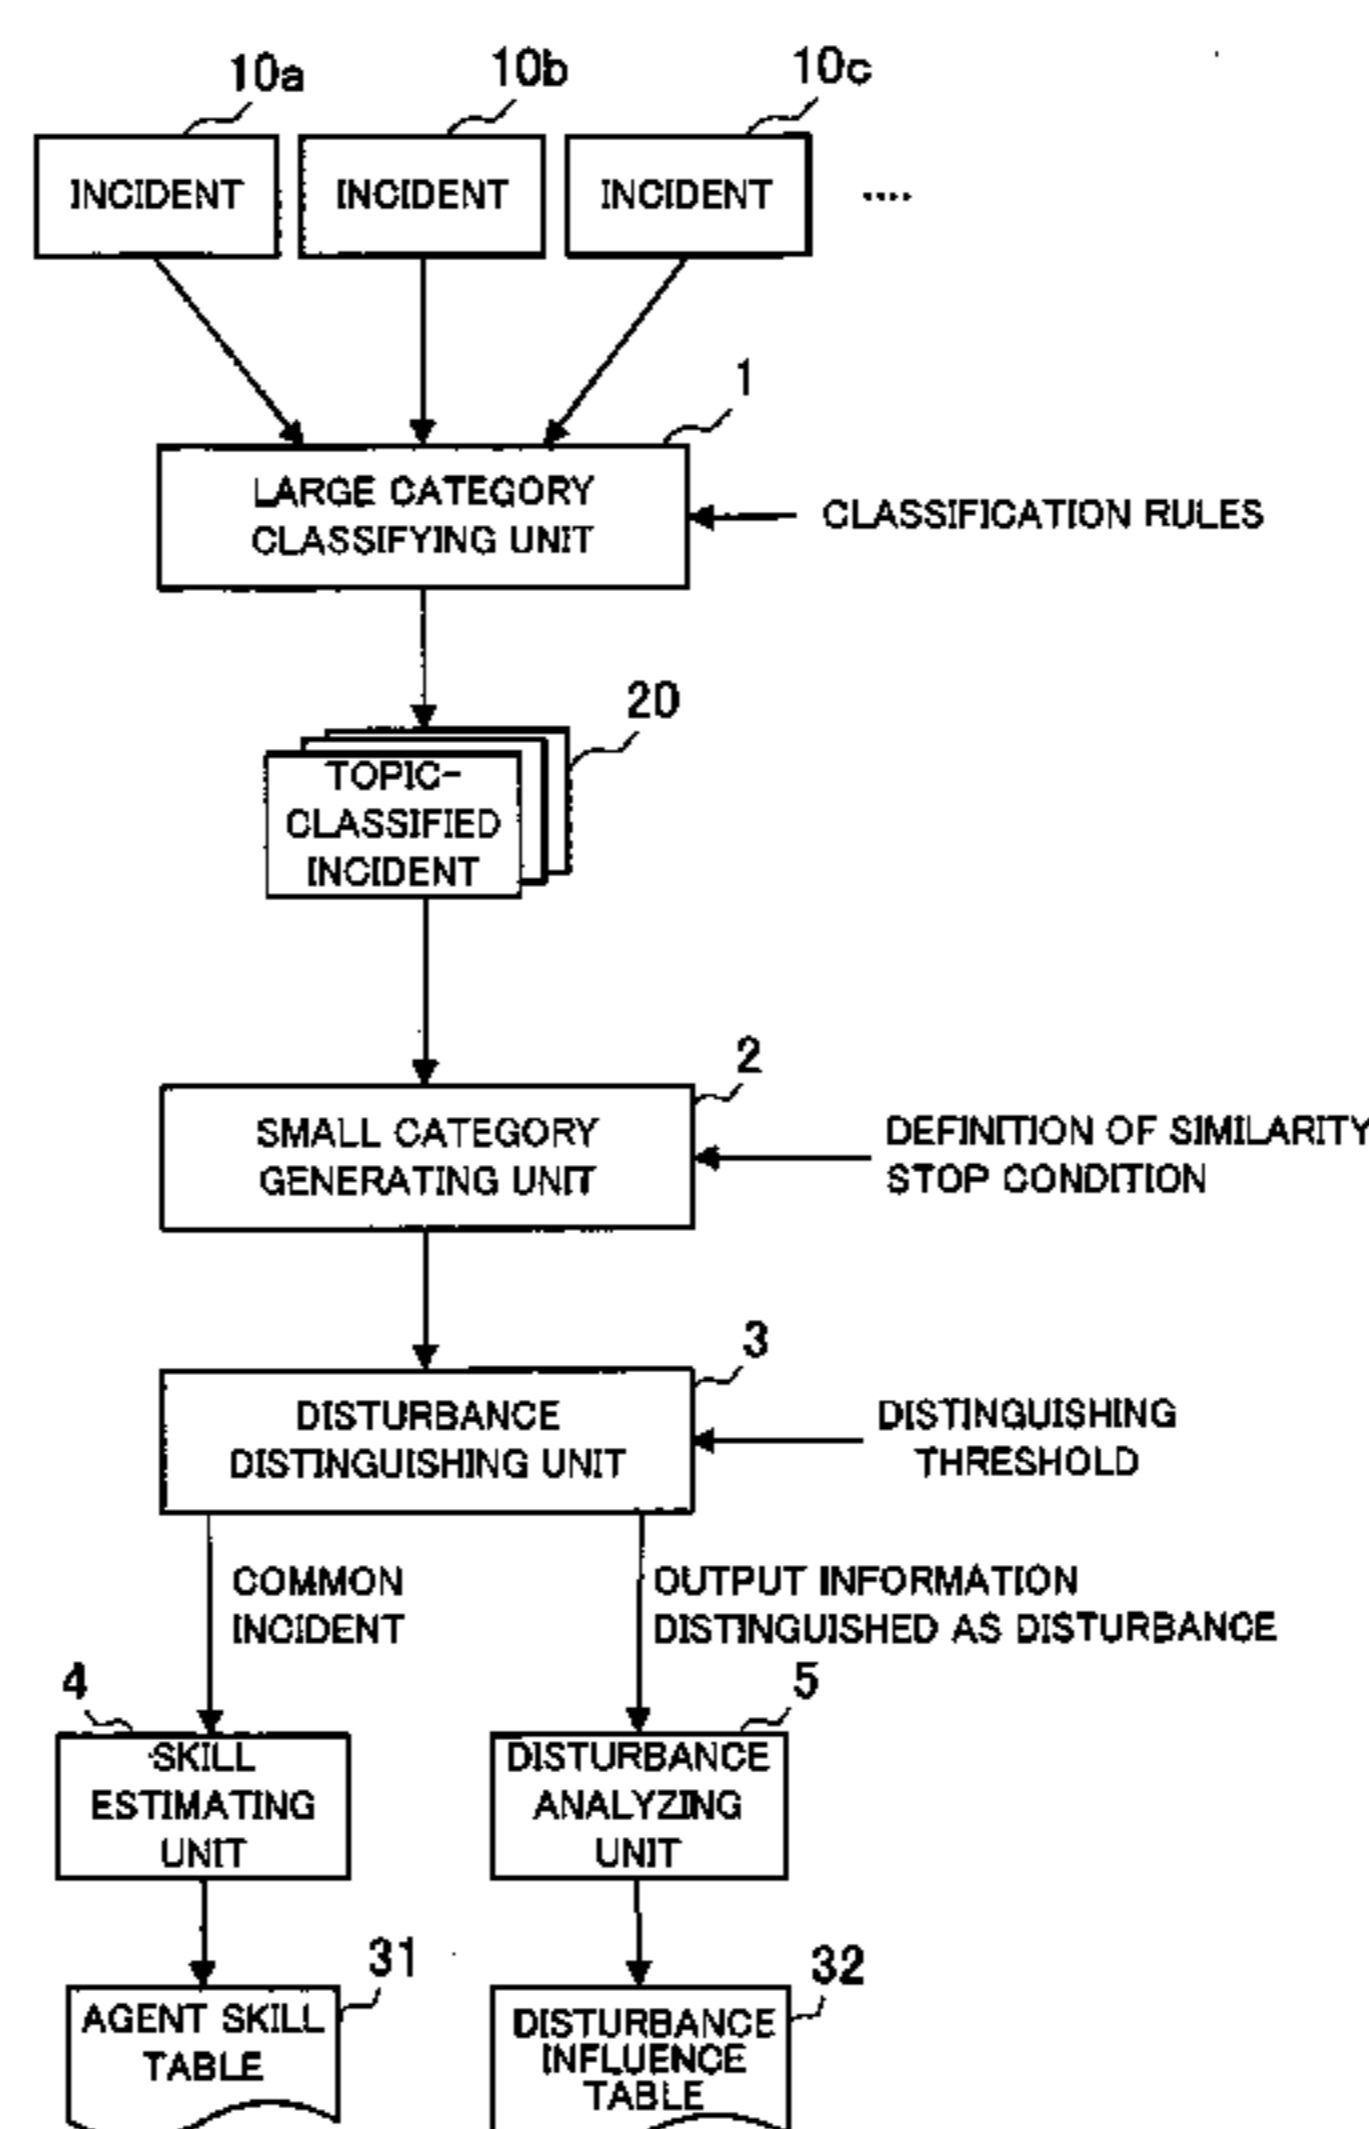 10a
10b
10c
INCIDENT
INCIDENT
INCIDENT
....
1
LARGE CATEGORY
CLASSIFYING UNIT
CLASSIFICATION RULES
20
TOPIC-
CLASSIFIED
INCIDENT
2
SMALL CATEGORY
GENERATING UNIT
DEFINITION OF SIMILARITY
STOP CONDITION
3
DISTURBANCE
DISTINGUISHING UNIT
DISTINGUISHING
THRESHOLD
COMMON
INCIDENT
OUTPUT INFORMATION
DISTINGUISHED AS DISTURBANCE
4
SKILL
ESTIMATING
UNIT
5
DISTURBANCE
ANALYZING
UNIT
31
AGENT SKILL
TABLE
32
DISTURBANCE
INFLUENCE
TABLE